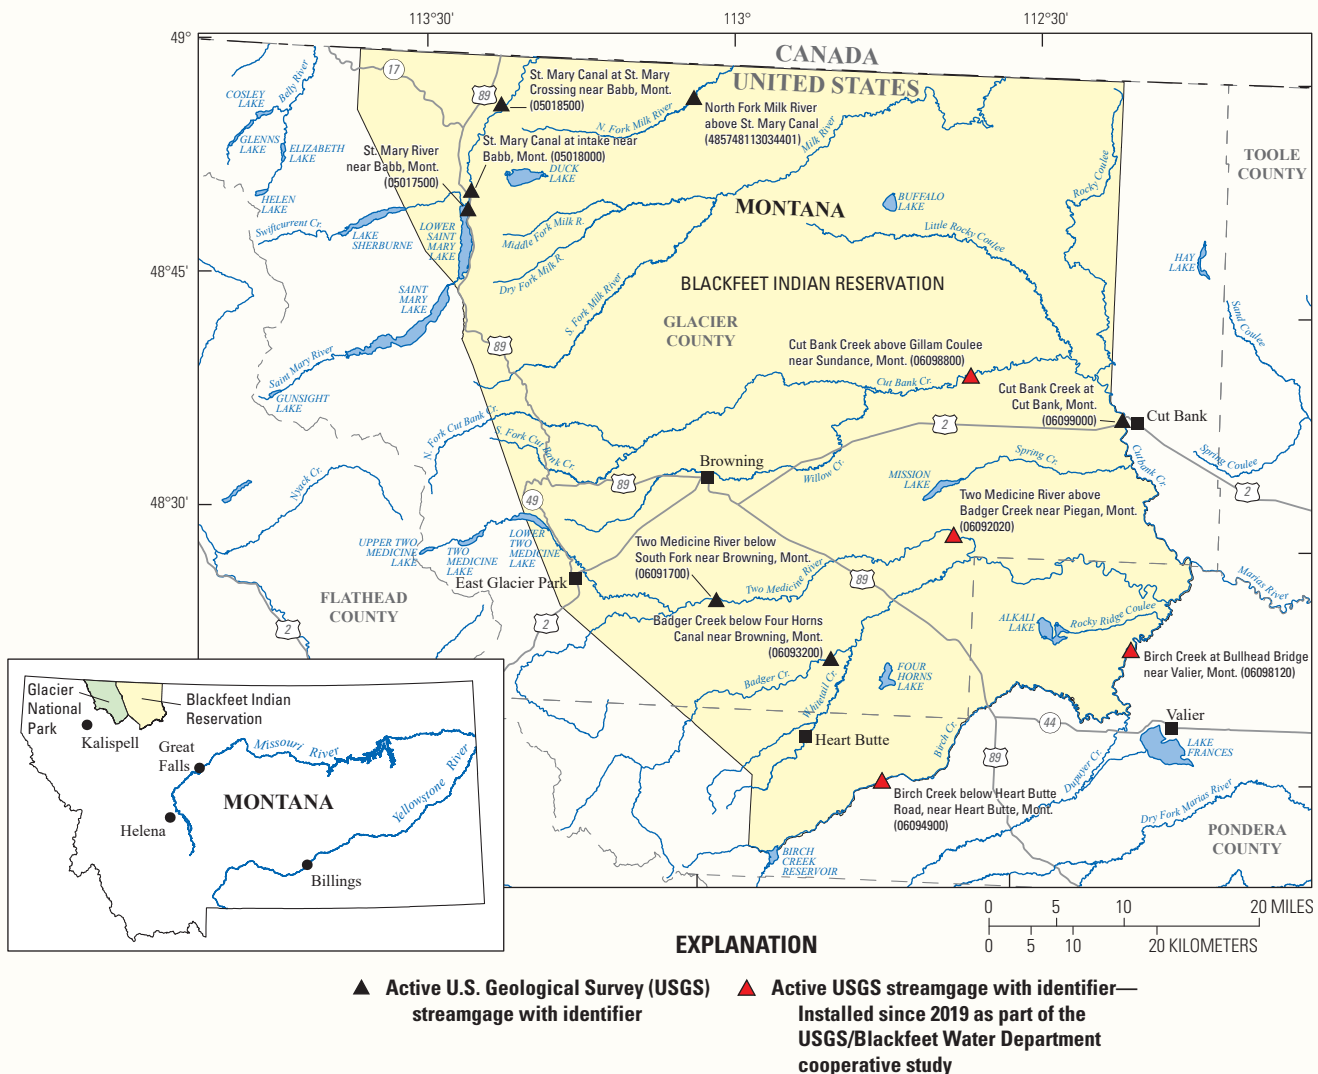 113°30'
113°
112°30'
49°
48°45'
48°30'
CANADA
UNITED STATES
17
89
St. Mary Canal at St. Mary
Crossing near Babb, Mont.
(05018500)
North Fork Milk River
above St. Mary Canal
(485748113034401)
N. Fork Milk River
Milk River
COSLEY
LAKE
Belly River
GLENNS
LAKE
ELIZABETH
LAKE
HELEN
LAKE
St. Mary River
near Babb, Mont.
(05017500)
St. Mary Canal at intake near
Babb, Mont. (05018000)
DUCK
LAKE
Rocky Coulee
TOOLE
COUNTY
Swiftcurrent Cr.
LAKE
SHERBURNE
LOWER
SAINT
MARY
LAKE
Middle Fork Milk R.
Dry Fork Milk R.
S. Fork Milk River
MONTANA
BUFFALO
LAKE
Little Rocky Coulee
HAY
LAKE
SAINT
MARY
LAKE
BLACKFEET INDIAN RESERVATION
GLACIER
COUNTY
Sand Coulee
Saint Mary River
GUNSIGHT
LAKE
89
Cut Bank Creek above Gillam Coulee
near Sundance, Mont. (06098800)
Cut Bank Cr.
Cut Bank Creek at
Cut Bank, Mont.
(06099000)
Cut Bank
2
N. Fork Cut Bank Cr.
S. Fork Cut Bank Cr.
Browning
Willow Cr.
Spring Cr.
MISSION
LAKE
Cutbank Cr.
Spring Coulee
2
Nyack Cr.
89
49
Two Medicine River above
Badger Creek near Piegan, Mont.
(06092020)
UPPER TWO
MEDICINE
LAKE
TWO
MEDICINE
LAKE
LOWER
TWO
MEDICINE
LAKE
East Glacier Park
Two Medicine River below
South Fork near Browning, Mont.
(06091700)
Two Medicine River
89
Marias River
FLATHEAD
COUNTY
2
2
Badger Creek below Four Horns
Canal near Browning, Mont.
(06093200)
ALKALI
LAKE
Rocky Ridge Coulee
Birch Creek at Bullhead Bridge
near Valier, Mont. (06098120)
Badger Cr.
Whitetail Cr.
FOUR
HORNS
LAKE
Heart Butte
Birch Cr.
44
Valier
LAKE
FRANCES
89
Dupuyer Cr.
Birch Creek below Heart Butte
Road, near Heart Butte, Mont.
(06094900)
Dry Fork Marias River
PONDERA
COUNTY
BIRCH
CREEK
RESERVOIR
Glacier
National
Park
Blackfeet Indian
Reservation
Kalispell
Great
Falls
Missouri River
MONTANA
Yellowstone River
Helena
Billings
0 5 10 20 MILES
0 5 10 20 KILOMETERS
EXPLANATION
Active U.S. Geological Survey (USGS)
streamgage with identifier
Active USGS streamgage with identifier—
Installed since 2019 as part of the
USGS/Blackfeet Water Department
cooperative study